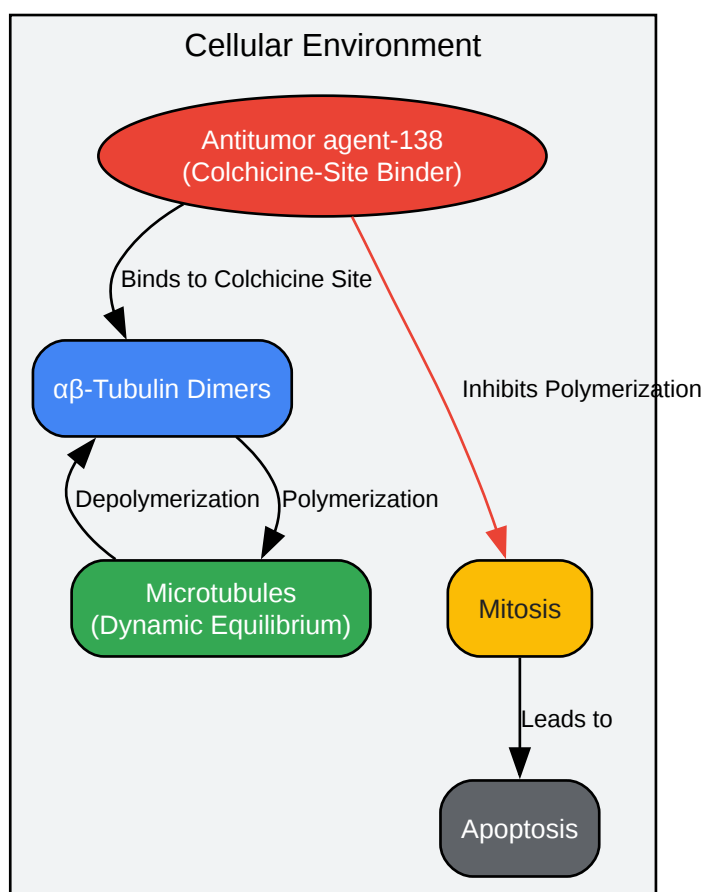 Cellular Environment
Antitumor agent-138
(Colchicine-Site Binder)
Binds to Colchicine Site
αβ-Tubulin Dimers
Inhibits Polymerization
Depolymerization
Polymerization
Microtubules
(Dynamic Equilibrium)
Mitosis
Leads to
Apoptosis